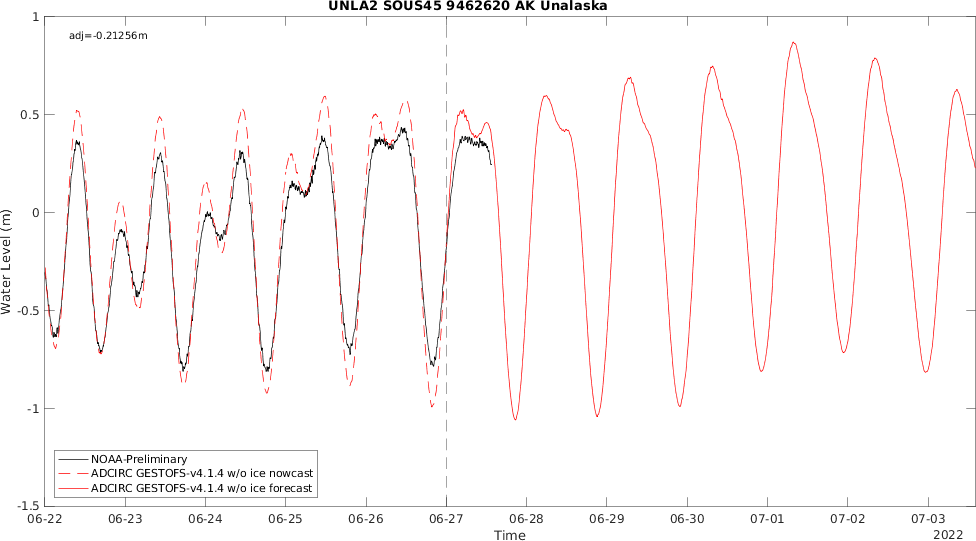 UNLA2 SOUS45 9462620 AK Unalaska
adj=-0.21256m
1
0.5
0
-0.5
-1
-1.5
Water Level (m)
NOAA-Preliminary
ADCIRC GESTOFS-v4.1.4 w/o ice nowcast
ADCIRC GESTOFS-v4.1.4 w/o ice forecast
06-22 06-23 06-24 06-25 06-26 06-27 06-28 06-29 06-30 07-01 07-02 07-03
Time
2022